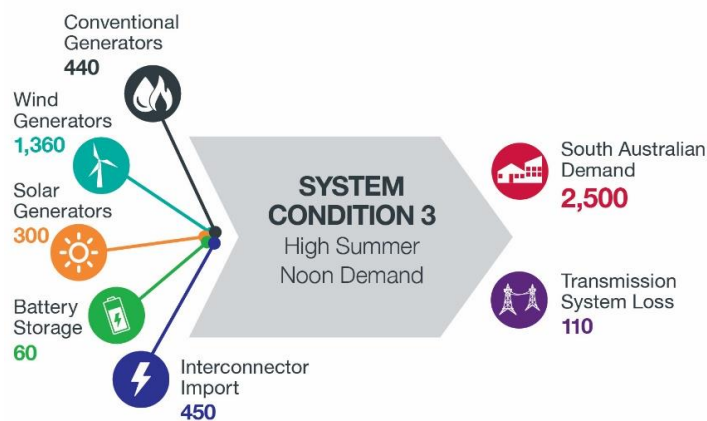 Conventional
Generators
440
Wind
Generators
1,360
Solar
Generators
300
Battery
Storage
60
Interconnector
Import
450
SYSTEM
CONDITION 3
High Summer
Noon Demand
South Australian
Demand
2,500
Transmission
System Loss
110